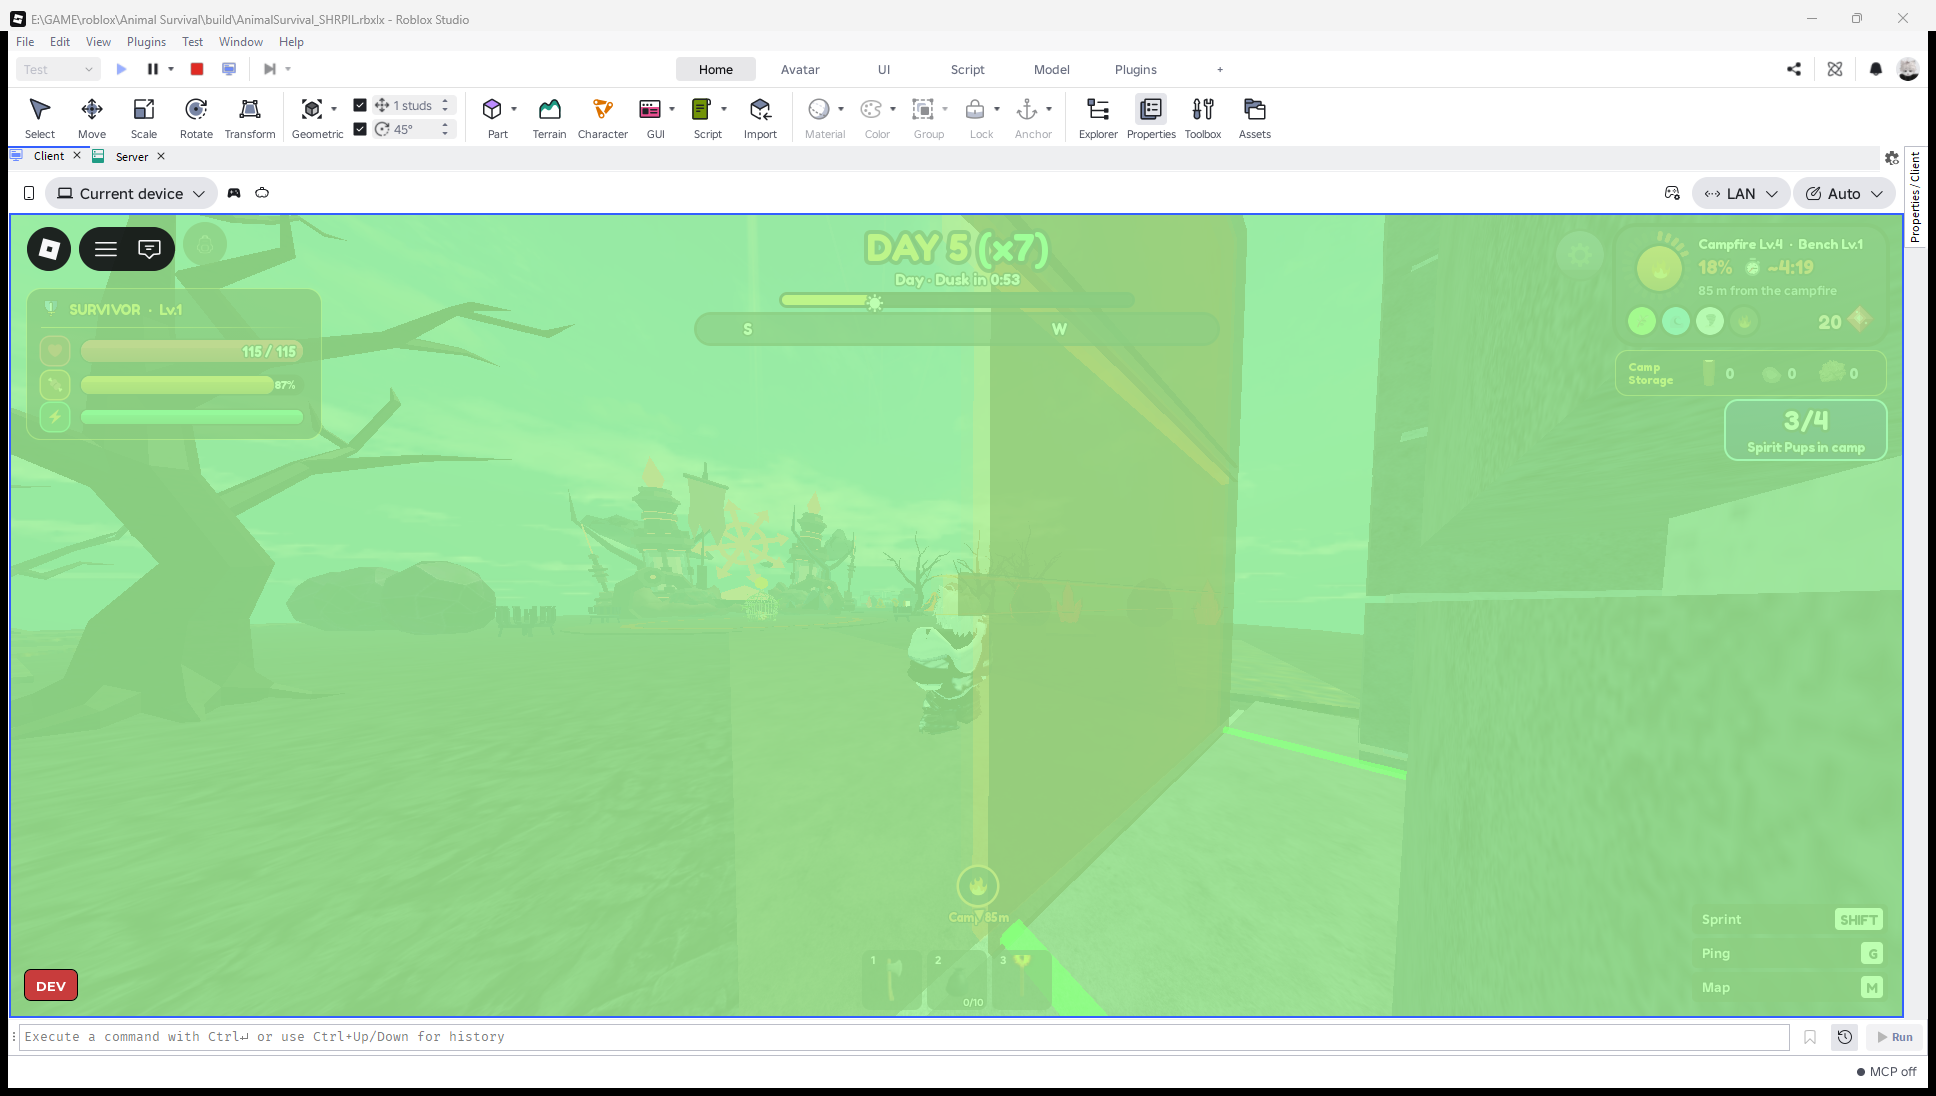 E:\GAME\roblox\Animal Survival\build\AnimalSurvival_SHRPIL.rbxlx - Roblox Studio
File Edit View Plugins Test Window Help
Test
Home Avatar UI Script Model Plugins +
1 studs
45°
Select Move Scale Rotate Transform Geometric Part Terrain Character GUI Script Import Material Color Group Lock Anchor Explorer Properties Toolbox Assets
Client Server
Properties / Client
Current device
LAN Auto
DAY 5 (x7)
Day · Dusk in 0:53
S W
SURVIVOR · Lv.1
115 / 115
87%
Campfire Lv.4 · Bench Lv.1
18% ~4:19
85 m from the campfire
20
Camp Storage 0 0 0
3/4
Spirit Pups in camp
Camp 85m
1 2 3
0/10
Sprint SHIFT
Ping G
Map M
DEV
Execute a command with Ctrl↵ or use Ctrl+Up/Down for history
Run
MCP off